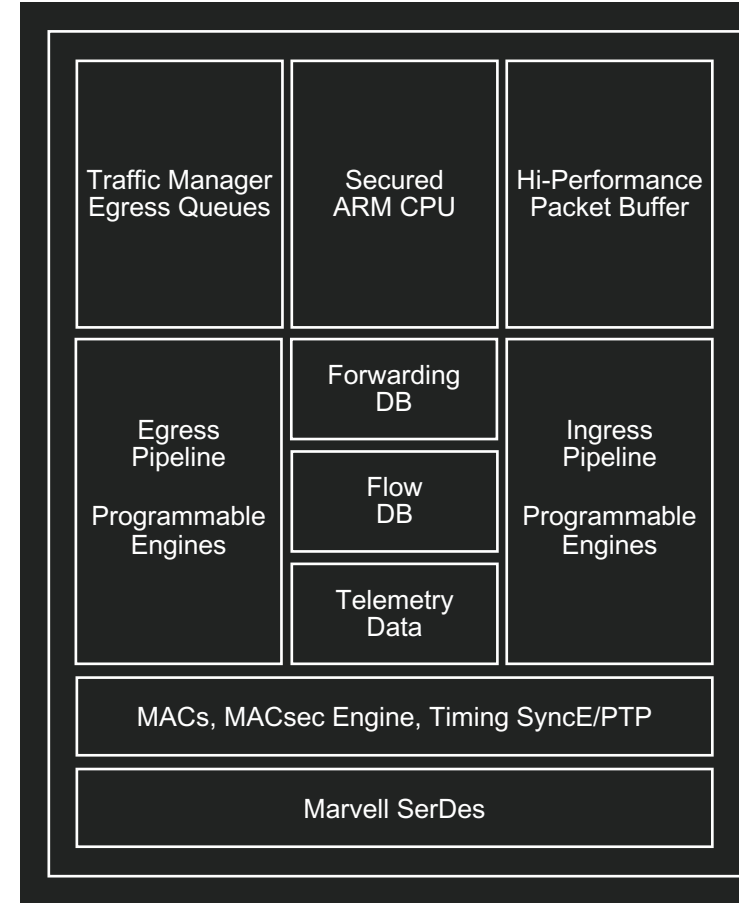 Traffic Manager
Egress Queues
Secured
ARM CPU
Hi-Performance
Packet Buffer
Egress
Pipeline
Programmable
Engines
Forwarding
DB
Flow
DB
Telemetry
Data
Ingress
Pipeline
Programmable
Engines
MACs, MACsec Engine, Timing SyncE/PTP
Marvell SerDes